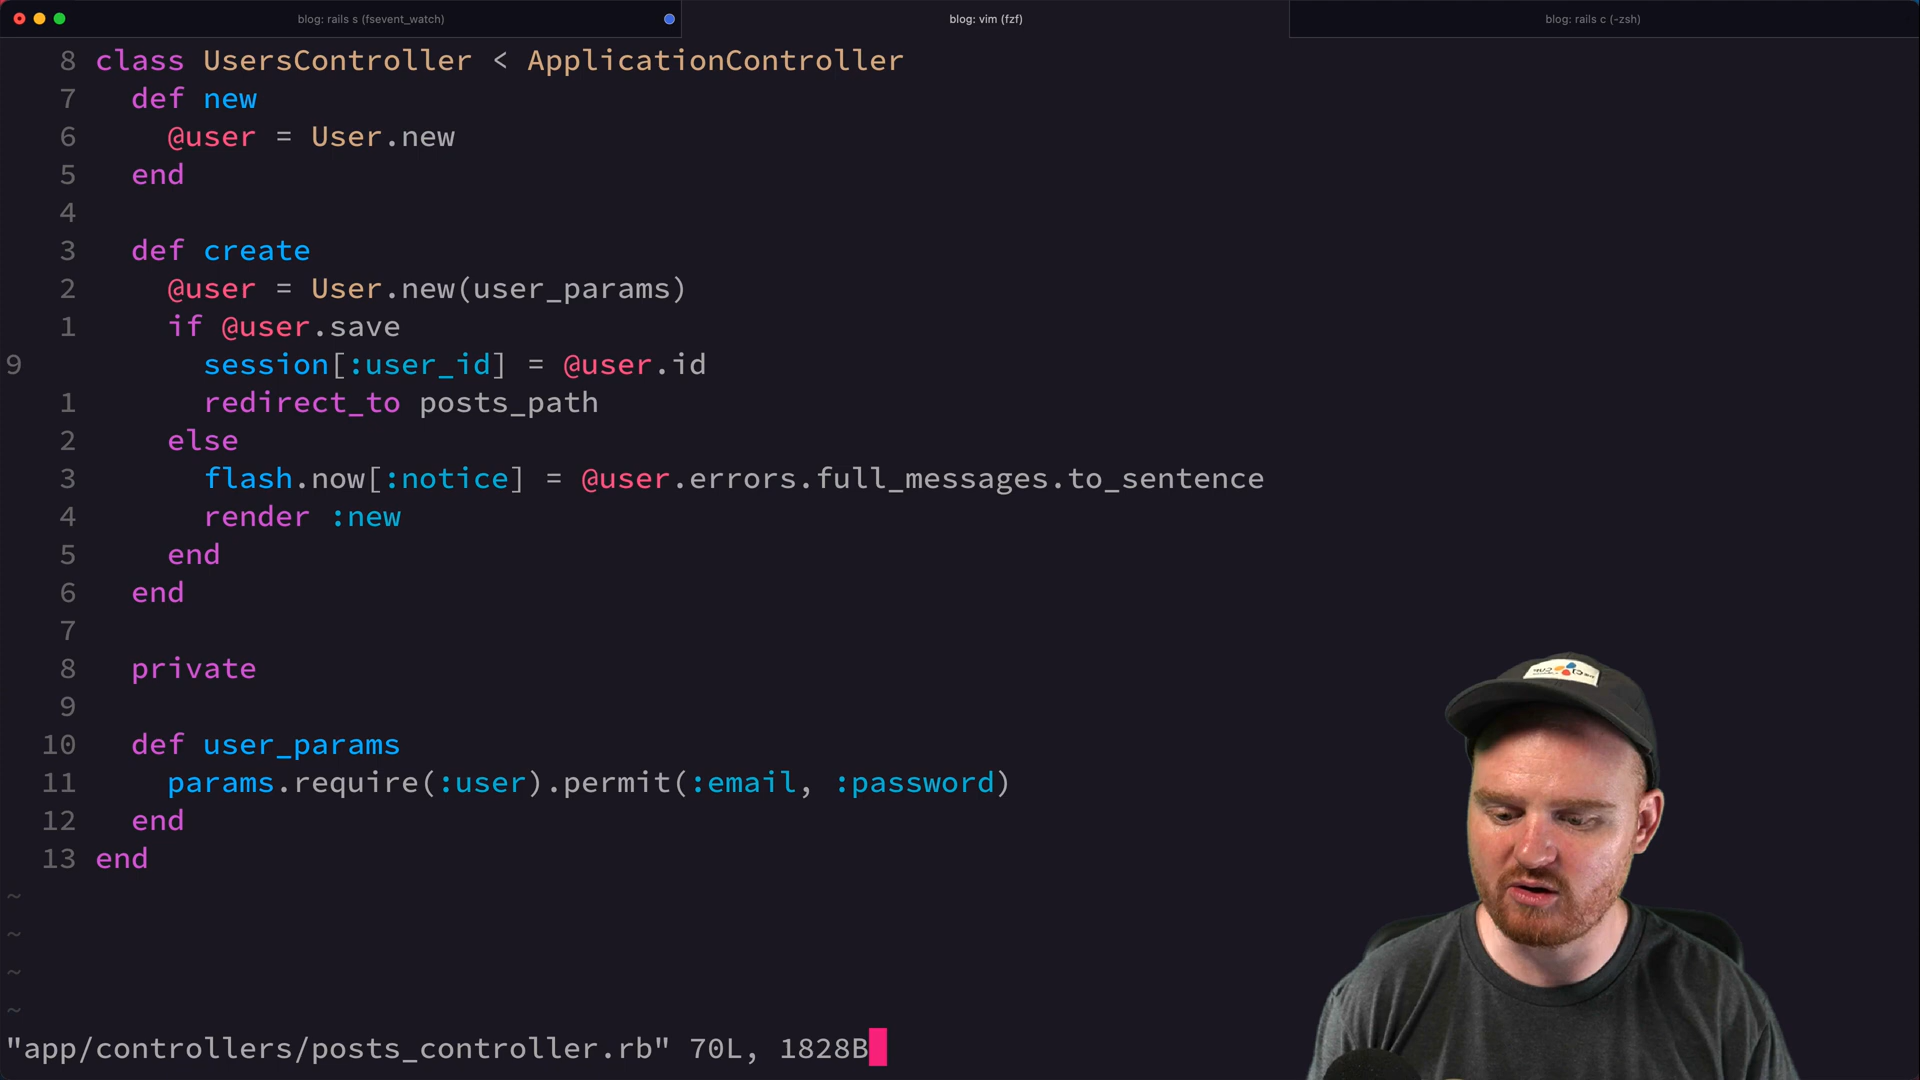 blog: rails s (fsevent_watch)
blog: vim (fzf)
blog: rails c (-zsh)
8 class UsersController < ApplicationController
7 def new
6 @user = User.new
5 end
4
3 def create
2 @user = User.new(user_params)
1 if @user.save
9 session[:user_id] = @user.id
1 redirect_to posts_path
2 else
3 flash.now[:notice] = @user.errors.full_messages.to_sentence
4 render :new
5 end
6 end
7
8 private
9
10 def user_params
11 params.require(:user).permit(:email, :password)
12 end
13 end
~
~
~
~
"app/controllers/posts_controller.rb" 70L, 1828B